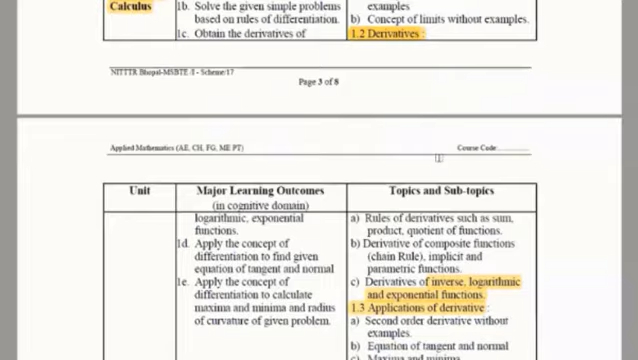 Calculus
1b. Solve the given simple problems
based on rules of differentiation.
1c. Obtain the derivatives of
examples
b) Concept of limits without examples.
1.2 Derivatives :
NITTTR Bhopal-MSBTE /I - Scheme/17
Page 3 of 8
Applied Mathematics (AE, CH, FG, ME PT)
Course Code:..........
Unit
Major Learning Outcomes
(in cognitive domain)
Topics and Sub-topics
logarithmic, exponential
functions.
1d. Apply the concept of
differentiation to find given
equation of tangent and normal
1e. Apply the concept of
differentiation to calculate
maxima and minima and radius
of curvature of given problem.
a) Rules of derivatives such as sum,
product, quotient of functions.
b) Derivative of composite functions
(chain Rule), implicit and
parametric functions.
c) Derivatives of inverse, logarithmic
and exponential functions.
1.3 Applications of derivative :
a) Second order derivative without
examples.
b) Equation of tangent and normal
c) Maxima and minima